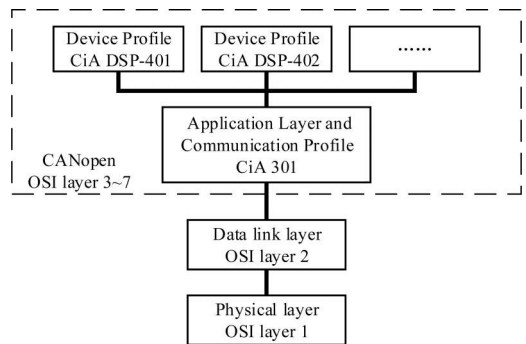 Device Profile
CiA DSP-401
Device Profile
CiA DSP-402
......
Application Layer and
Communication Profile
CiA 301
CANopen
OSI layer 3~7
Data link layer
OSI layer 2
Physical layer
OSI layer 1